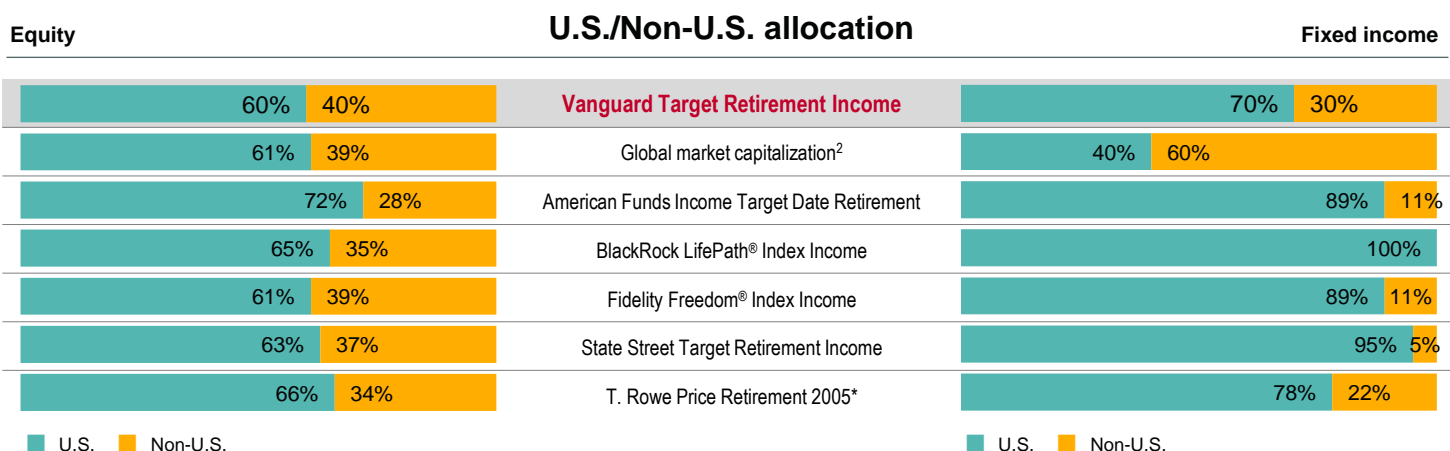 Equity U.S./Non-U.S. allocation Fixed income
60% 40% Vanguard Target Retirement Income 70% 30%
61% 39% Global market capitalization² 40% 60%
72% 28% American Funds Income Target Date Retirement 89% 11%
65% 35% BlackRock LifePath® Index Income 100%
61% 39% Fidelity Freedom® Index Income 89% 11%
63% 37% State Street Target Retirement Income 95% 5%
66% 34% T. Rowe Price Retirement 2005* 78% 22%
U.S. Non-U.S. U.S. Non-U.S.